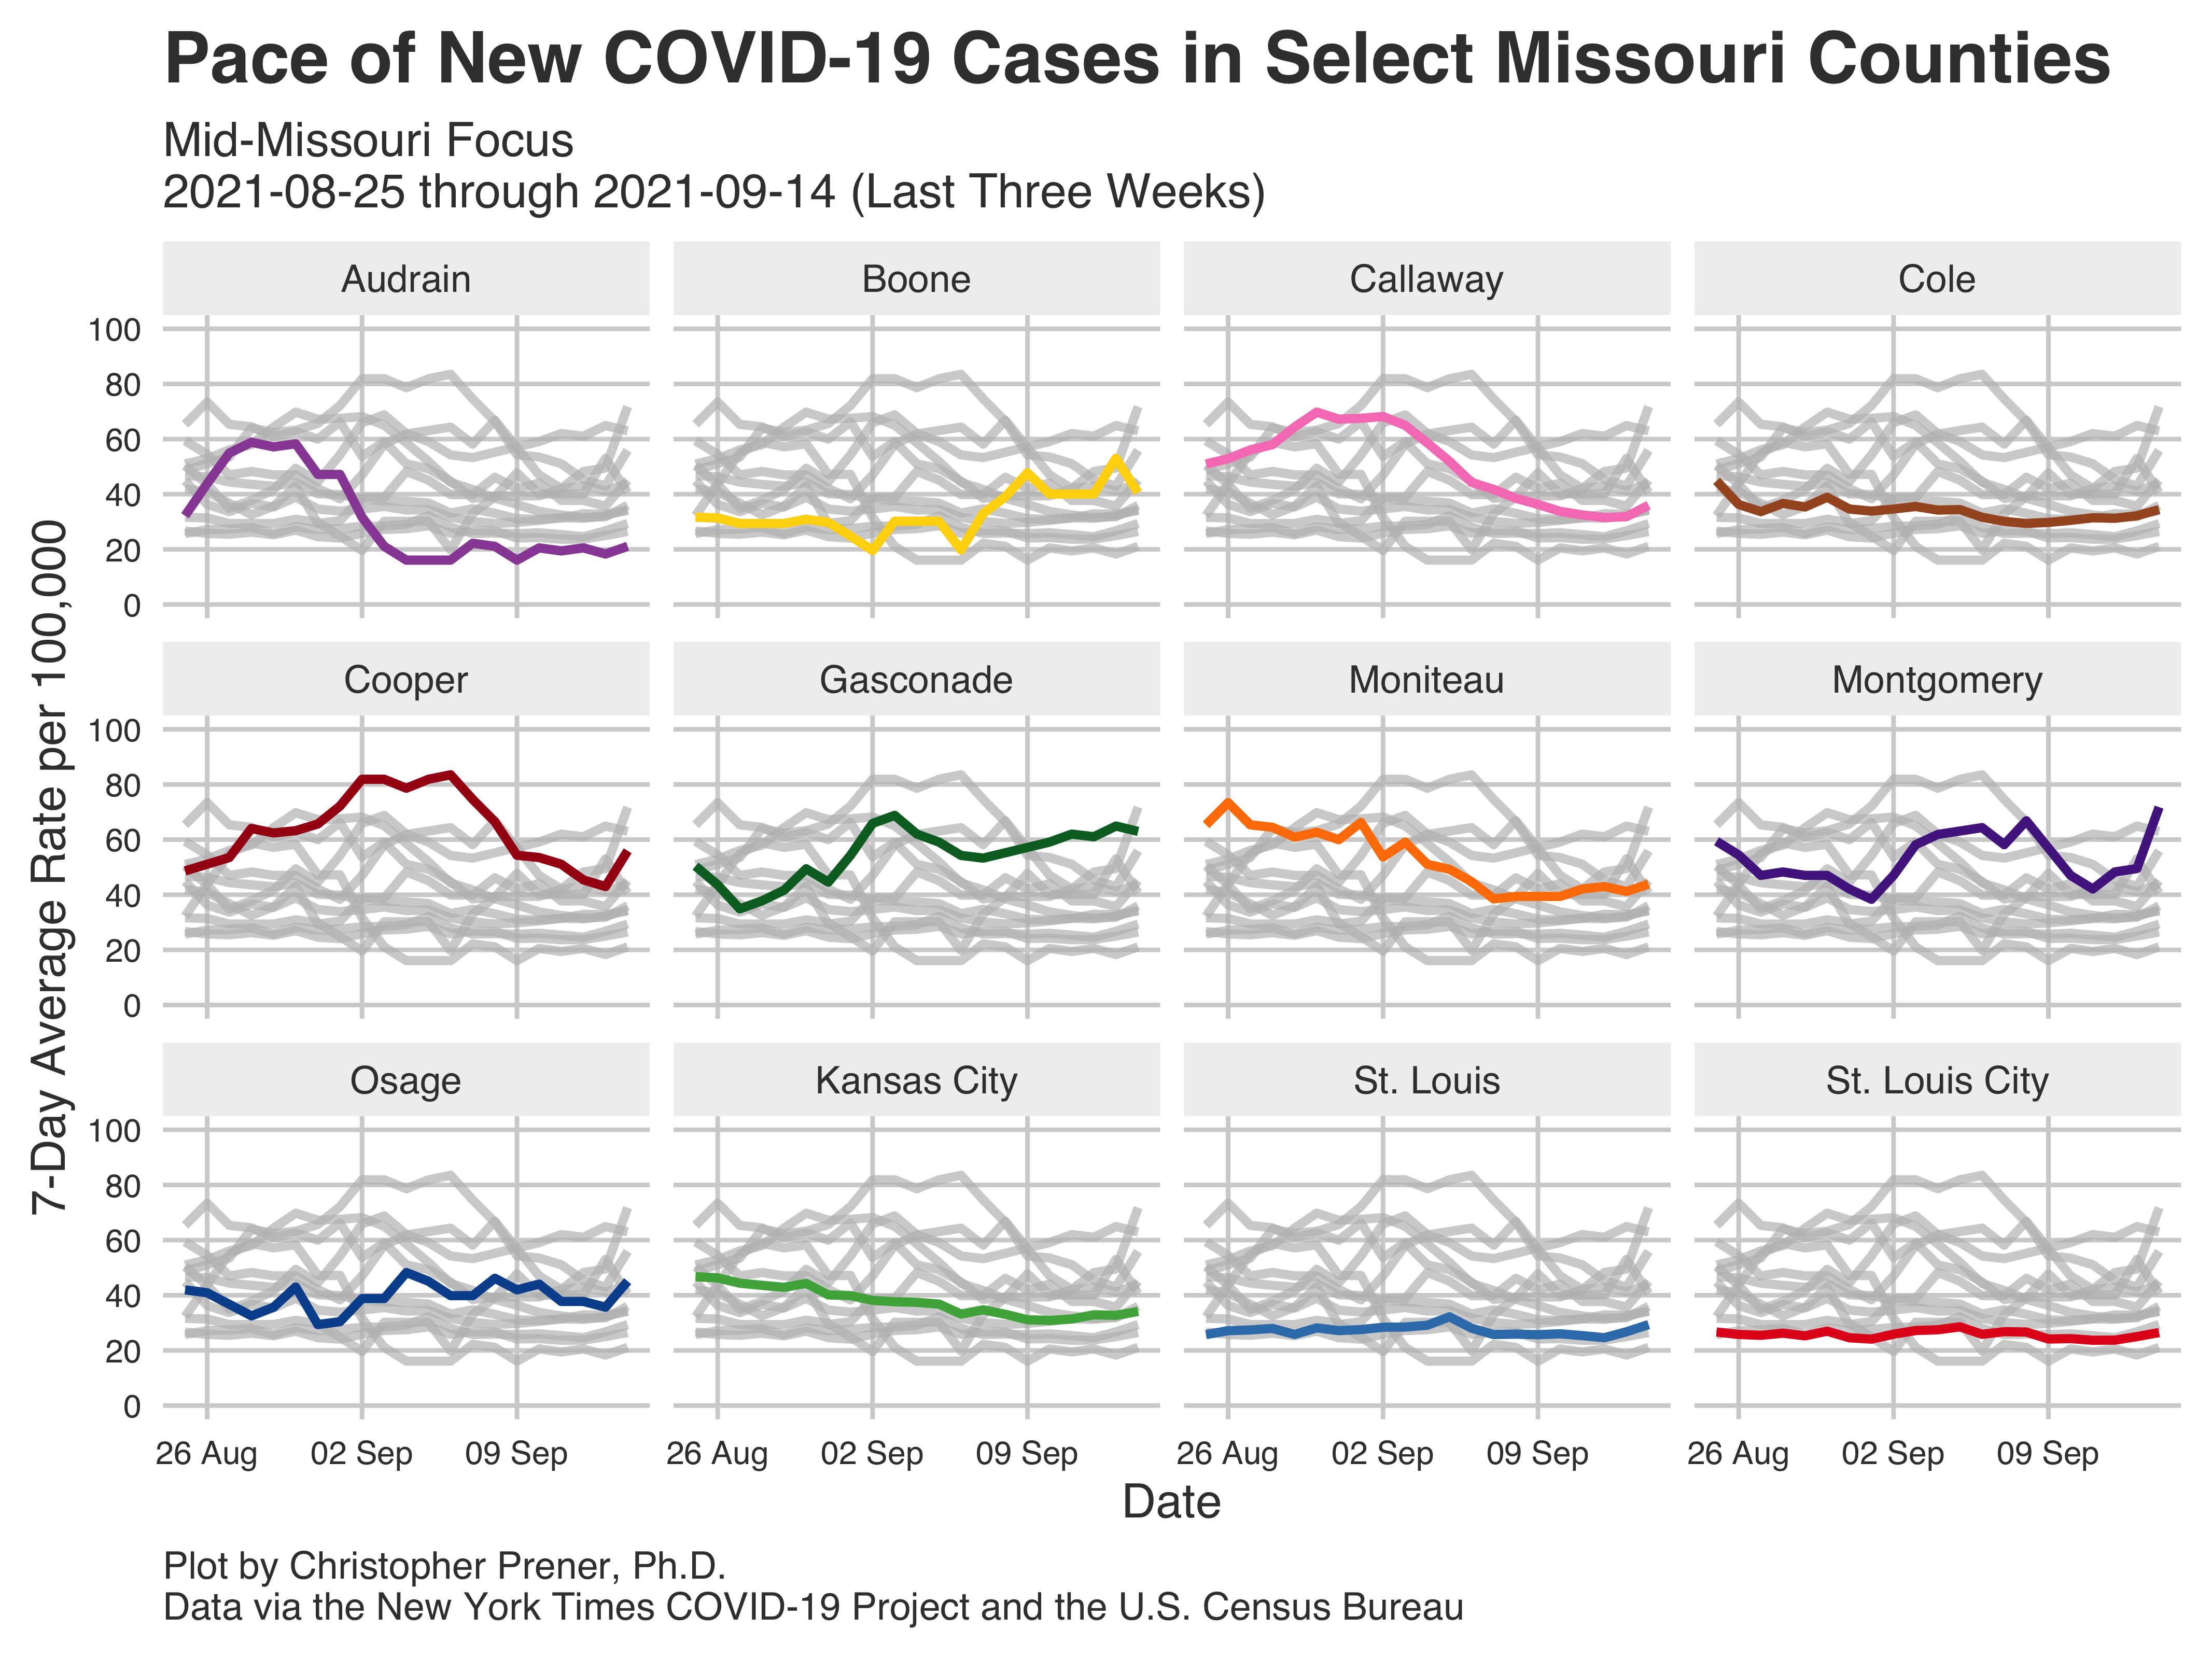 Pace of New COVID-19 Cases in Select Missouri Counties
Mid-Missouri Focus
2021-08-25 through 2021-09-14 (Last Three Weeks)
Audrain
Boone
Callaway
Cole
100
80
60
40
20
0
Cooper
Gasconade
Moniteau
Montgomery
100
80
60
40
20
0
Osage
Kansas City
St. Louis
St. Louis City
100
80
60
40
20
0
7-Day Average Rate per 100,000
26 Aug 02 Sep 09 Sep
26 Aug 02 Sep 09 Sep
26 Aug 02 Sep 09 Sep
26 Aug 02 Sep 09 Sep
Date
Plot by Christopher Prener, Ph.D.
Data via the New York Times COVID-19 Project and the U.S. Census Bureau